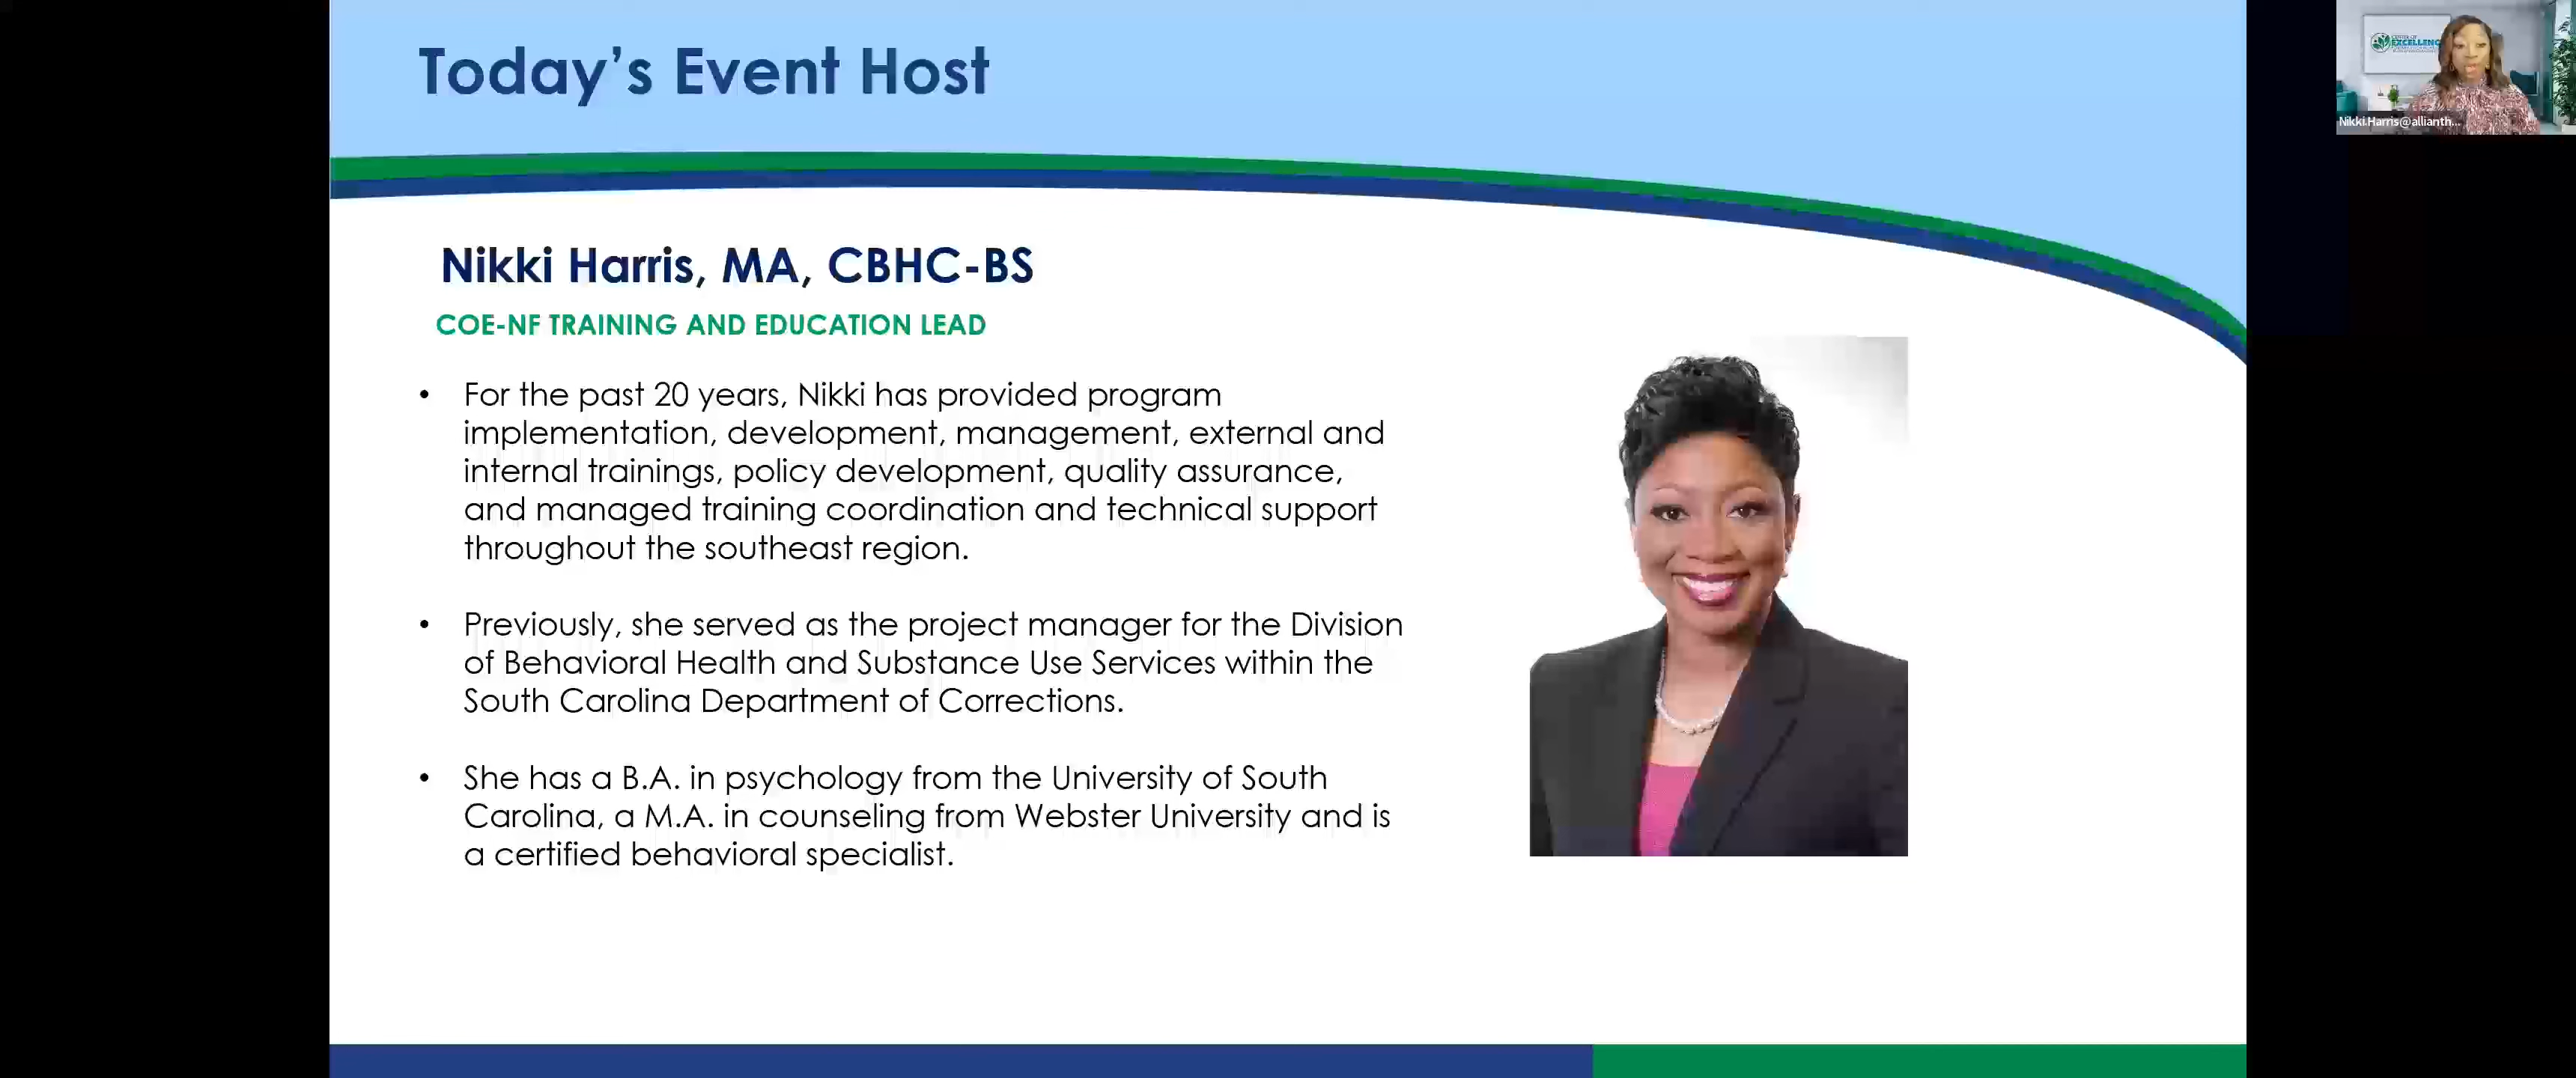 Today’s Event Host
Nikki Harris, MA, CBHC-BS
COE-NF TRAINING AND EDUCATION LEAD
• For the past 20 years, Nikki has provided program
implementation, development, management, external and
internal trainings, policy development, quality assurance,
and managed training coordination and technical support
throughout the southeast region.
• Previously, she served as the project manager for the Division
of Behavioral Health and Substance Use Services within the
South Carolina Department of Corrections.
• She has a B.A. in psychology from the University of South
Carolina, a M.A. in counseling from Webster University and is
a certified behavioral specialist.
CENTER OF
Nikki.Harris@allianth...